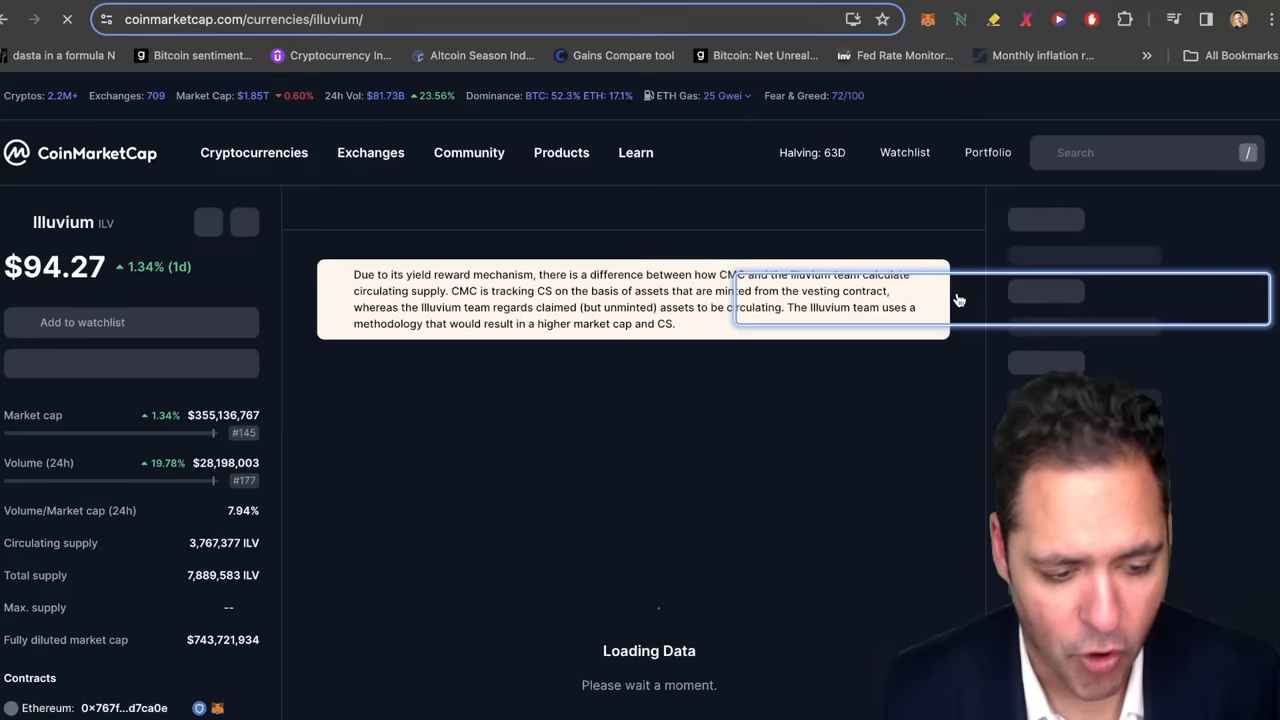 coinmarketcap.com/currencies/illuvium/
dasta in a formula N
Bitcoin sentiment...
Cryptocurrency In...
Altcoin Season Ind...
Gains Compare tool
Bitcoin: Net Unreal...
Fed Rate Monitor...
Monthly inflation r...
All Bookmarks
Cryptos: 2.2M+ Exchanges: 709 Market Cap: $1.85T 0.60% 24h Vol: $81.73B 23.56% Dominance: BTC: 52.3% ETH: 17.1% ETH Gas: 25 Gwei Fear & Greed: 72/100
CoinMarketCap Cryptocurrencies Exchanges Community Products Learn Halving: 63D Watchlist Portfolio Search /
Illuvium ILV
$94.27 1.34% (1d)
Add to watchlist
Market cap 1.34% $355,136,767
#145
Volume (24h) 19.78% $28,198,003
#177
Volume/Market cap (24h) 7.94%
Circulating supply 3,767,377 ILV
Total supply 7,889,583 ILV
Max. supply --
Fully diluted market cap $743,721,934
Contracts
Ethereum: 0x767f...d7ca0e
Due to its yield reward mechanism, there is a difference between how CMC and the Illuvium team calculate
circulating supply. CMC is tracking CS on the basis of assets that are minted from the vesting contract,
whereas the Illuvium team regards claimed (but unminted) assets to be circulating. The Illuvium team uses a
methodology that would result in a higher market cap and CS.
Loading Data
Please wait a moment.